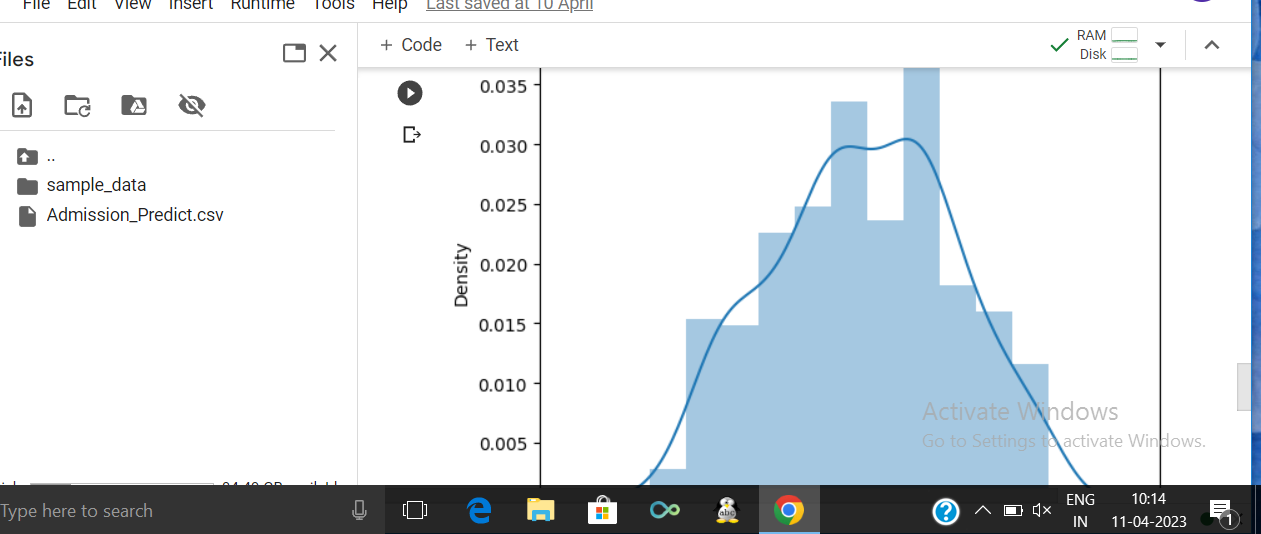 File Edit View Insert Runtime Tools Help Last saved at 10 April
Files
+ Code + Text
RAM
Disk
..
sample_data
Admission_Predict.csv
0.035
0.030
0.025
0.020
0.015
0.010
0.005
Density
Activate Windows
Go to Settings to activate Windows.
Type here to search
abc
ENG
IN
10:14
11-04-2023
1